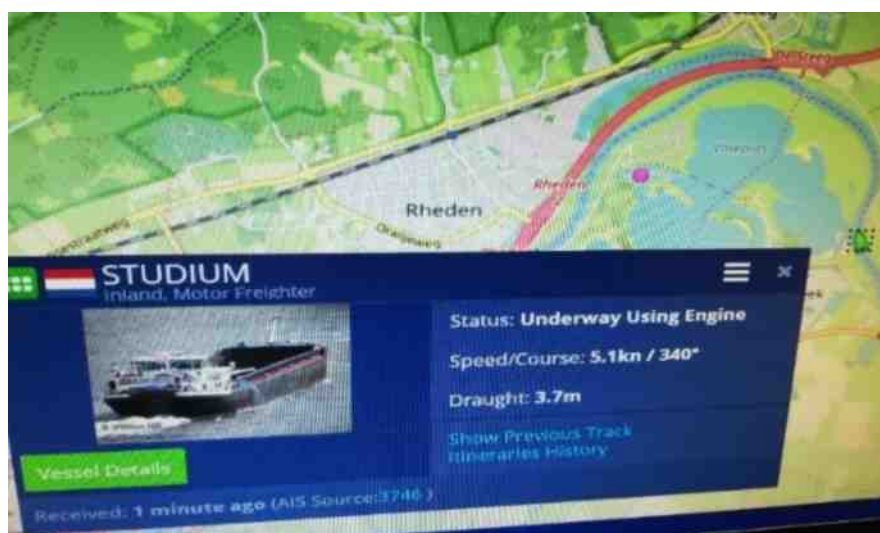 Rheden
Rheden
STUDIUM
Inland, Motor Freighter
Status: Underway Using Engine
Speed/Course: 5.1kn / 340°
Draught: 3.7m
Show Previous Track
Itineraries History
Vessel Details
Received: 1 minute ago (AIS Source:3746 )